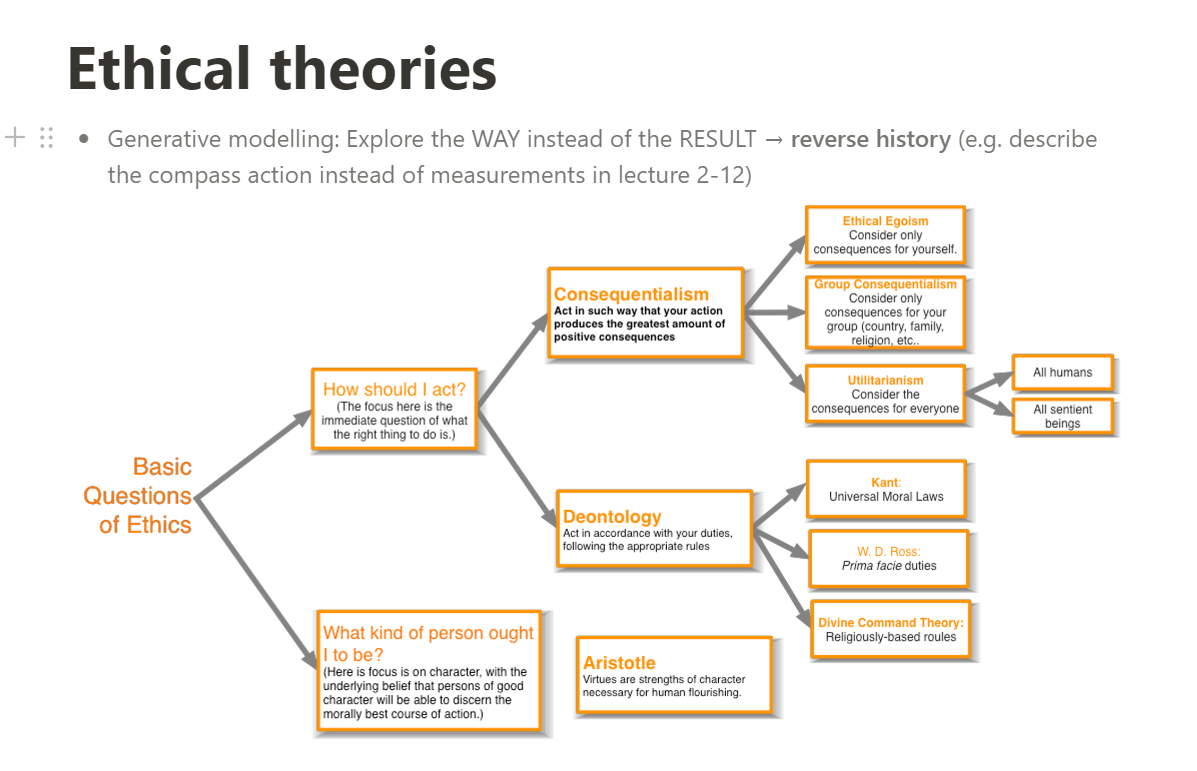 Ethical theories
Generative modelling: Explore the WAY instead of the RESULT → reverse history (e.g. describe
the compass action instead of measurements in lecture 2-12)
Basic
Questions
of Ethics
How should I act?
(The focus here is the
immediate question of what
the right thing to do is.)
Consequentialism
Act in such way that your action
produces the greatest amount of
positive consequences
Ethical Egoism
Consider only
consequences for yourself.
Group Consequentialism
Consider only
consequences for your
group (country, family,
religion, etc..
Utilitarianism
Consider the
consequences for everyone
All humans
All sentient
beings
Deontology
Act in accordance with your duties,
following the appropriate rules
Kant:
Universal Moral Laws
W. D. Ross:
Prima facie duties
Divine Command Theory:
Religiously-based roules
What kind of person ought
I to be?
(Here is focus is on character, with the
underlying belief that persons of good
character will be able to discern the
morally best course of action.)
Aristotle
Virtues are strengths of character
necessary for human flourishing.